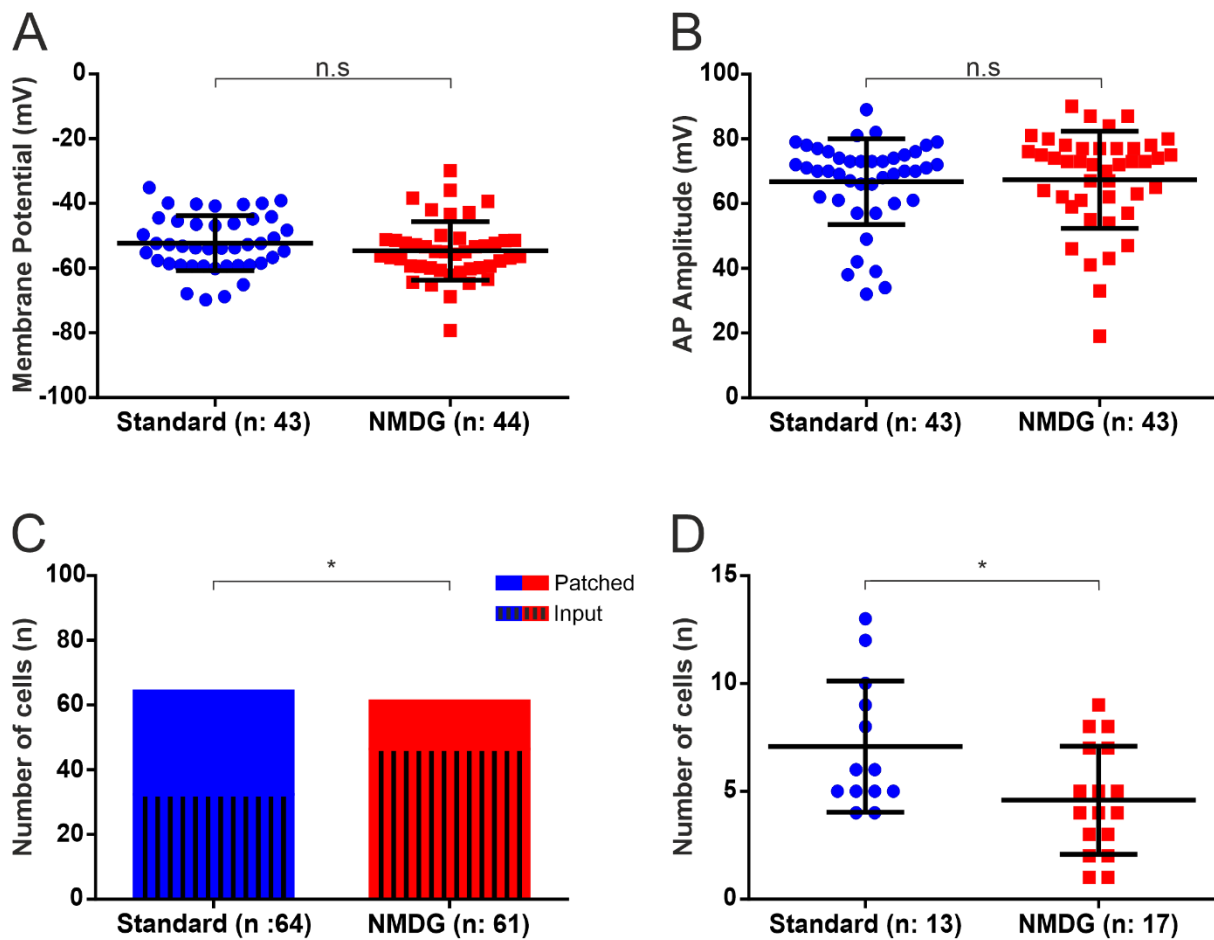 A
Membrane Potential (mV)
n.s
0
-20
-40
-60
-80
-100
Standard (n: 43)
NMDG (n: 44)
B
AP Amplitude (mV)
n.s
100
80
60
40
20
0
Standard (n: 43)
NMDG (n: 43)
C
Number of cells (n)
*
100
80
60
40
20
0
Patched
Input
Standard (n :64)
NMDG (n: 61)
D
Number of cells (n)
*
15
10
5
0
Standard (n: 13)
NMDG (n: 17)